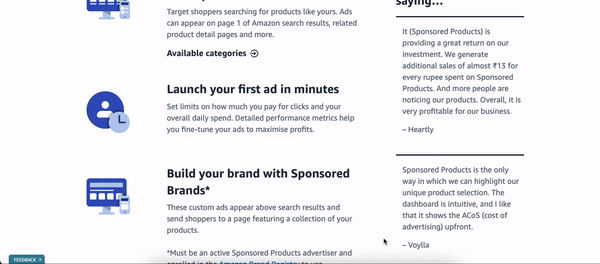 Target shoppers searching for products like yours. Ads
can appear on page 1 of Amazon search results, related
product detail pages and more.
Available categories
Launch your first ad in minutes
Set limits on how much you pay for clicks and your
overall daily spend. Detailed performance metrics help
you fine-tune your ads to maximise profits.
Build your brand with Sponsored
Brands*
These custom ads appear above search results and
send shoppers to a page featuring a collection of your
products.
*Must be an active Sponsored Products advertiser and
enrolled in the Amazon Brand Registry to use
saying...
It (Sponsored Products) is
providing a great return on our
investment. We generate
additional sales of almost ₹13 for
every rupee spent on Sponsored
Products. And more people are
noticing our products. Overall, it is
very profitable for our business.
– Heartly
Sponsored Products is the only
way in which we can highlight our
unique product selection. The
dashboard is intuitive, and I like
that it shows the ACoS (cost of
advertising) upfront.
– Voylla
FEEDBACK